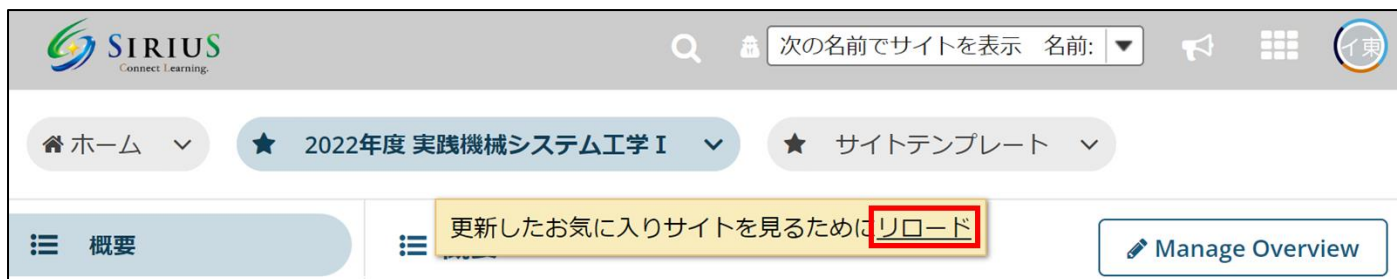 SIRIUS
Connect Learning.
次の名前でサイトを表示 名前:
イ東
ホーム
2022年度 実践機械システム工学 I
サイトテンプレート
概要
更新したお気に入りサイトを見るためにリロード
Manage Overview